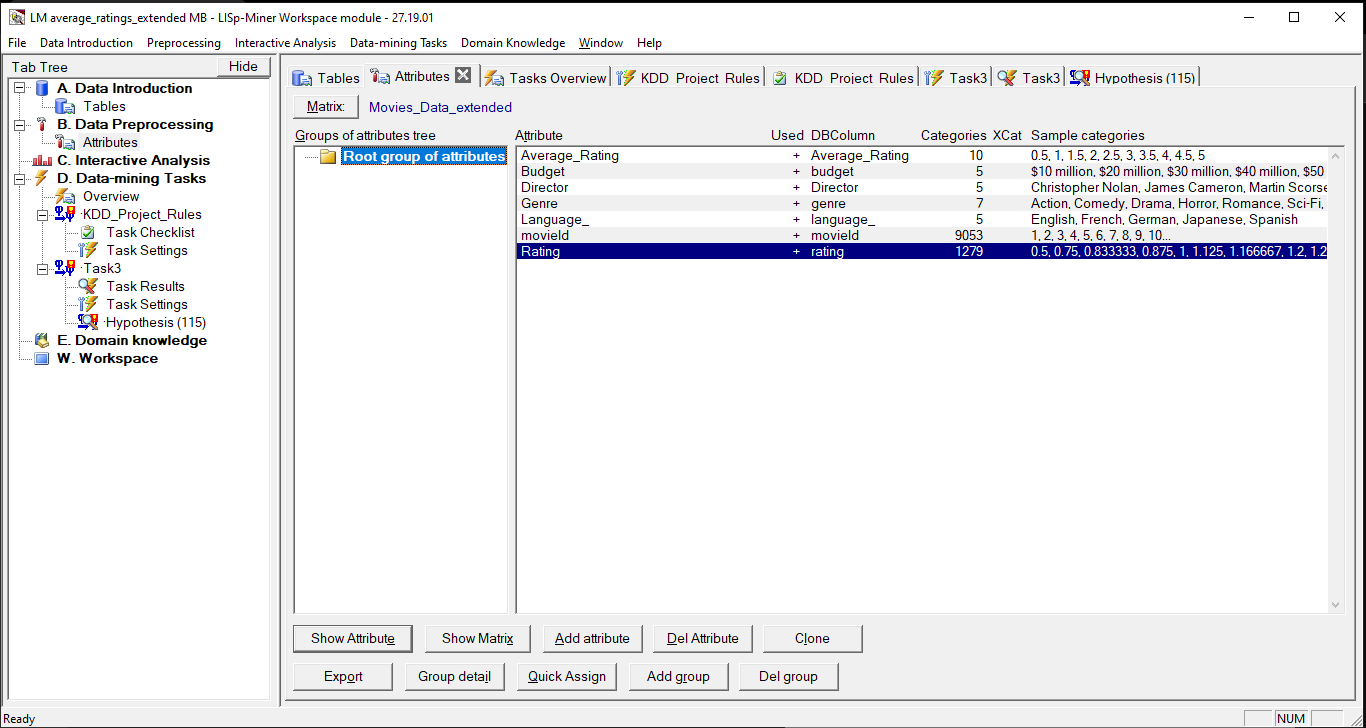 LM average_ratings_extended MB - LISp-Miner Workspace module - 27.19.01
File Data Introduction Preprocessing Interactive Analysis Data-mining Tasks Domain Knowledge Window Help
Tab Tree Hide
A. Data Introduction
Tables
B. Data Preprocessing
Attributes
C. Interactive Analysis
D. Data-mining Tasks
Overview
KDD_Project_Rules
Task Checklist
Task Settings
Task3
Task Results
Task Settings
Hypothesis (115)
E. Domain knowledge
W. Workspace
Tables Attributes Tasks Overview KDD Project Rules KDD Project Rules Task3 Task3 Hypothesis (115)
Matrix: Movies_Data_extended
Groups of attributes tree
Root group of attributes
Attribute Used DBColumn Categories XCat Sample categories
Average_Rating + Average_Rating 10 0.5, 1, 1.5, 2, 2.5, 3, 3.5, 4, 4.5, 5
Budget + budget 5 $10 million, $20 million, $30 million, $40 million, $50
Director + Director 5 Christopher Nolan, James Cameron, Martin Scorse
Genre + genre 7 Action, Comedy, Drama, Horror, Romance, Sci-Fi,
Language_ + language_ 5 English, French, German, Japanese, Spanish
movieId + movieId 9053 1, 2, 3, 4, 5, 6, 7, 8, 9, 10...
Rating + rating 1279 0.5, 0.75, 0.833333, 0.875, 1, 1.125, 1.166667, 1.2, 1.2
Show Attribute Show Matrix Add attribute Del Attribute Clone
Export Group detail Quick Assign Add group Del group
Ready NUM